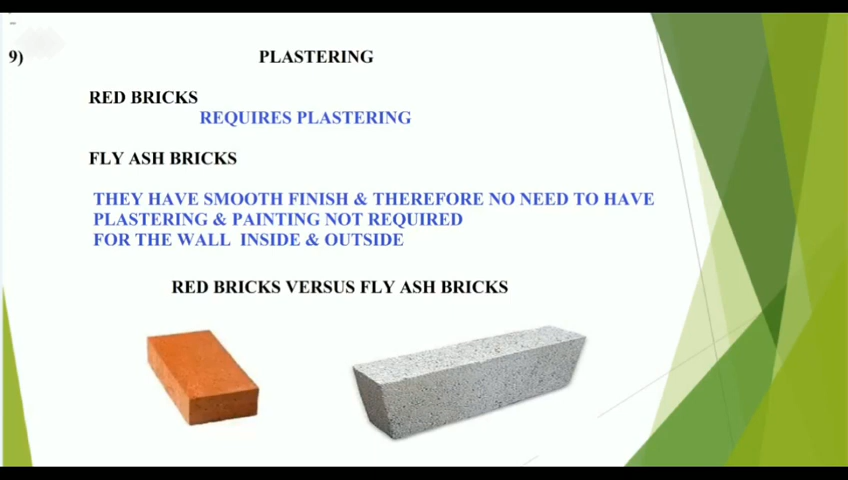 9)
PLASTERING
RED BRICKS
REQUIRES PLASTERING
FLY ASH BRICKS
THEY HAVE SMOOTH FINISH & THEREFORE NO NEED TO HAVE
PLASTERING & PAINTING NOT REQUIRED
FOR THE WALL INSIDE & OUTSIDE
RED BRICKS VERSUS FLY ASH BRICKS